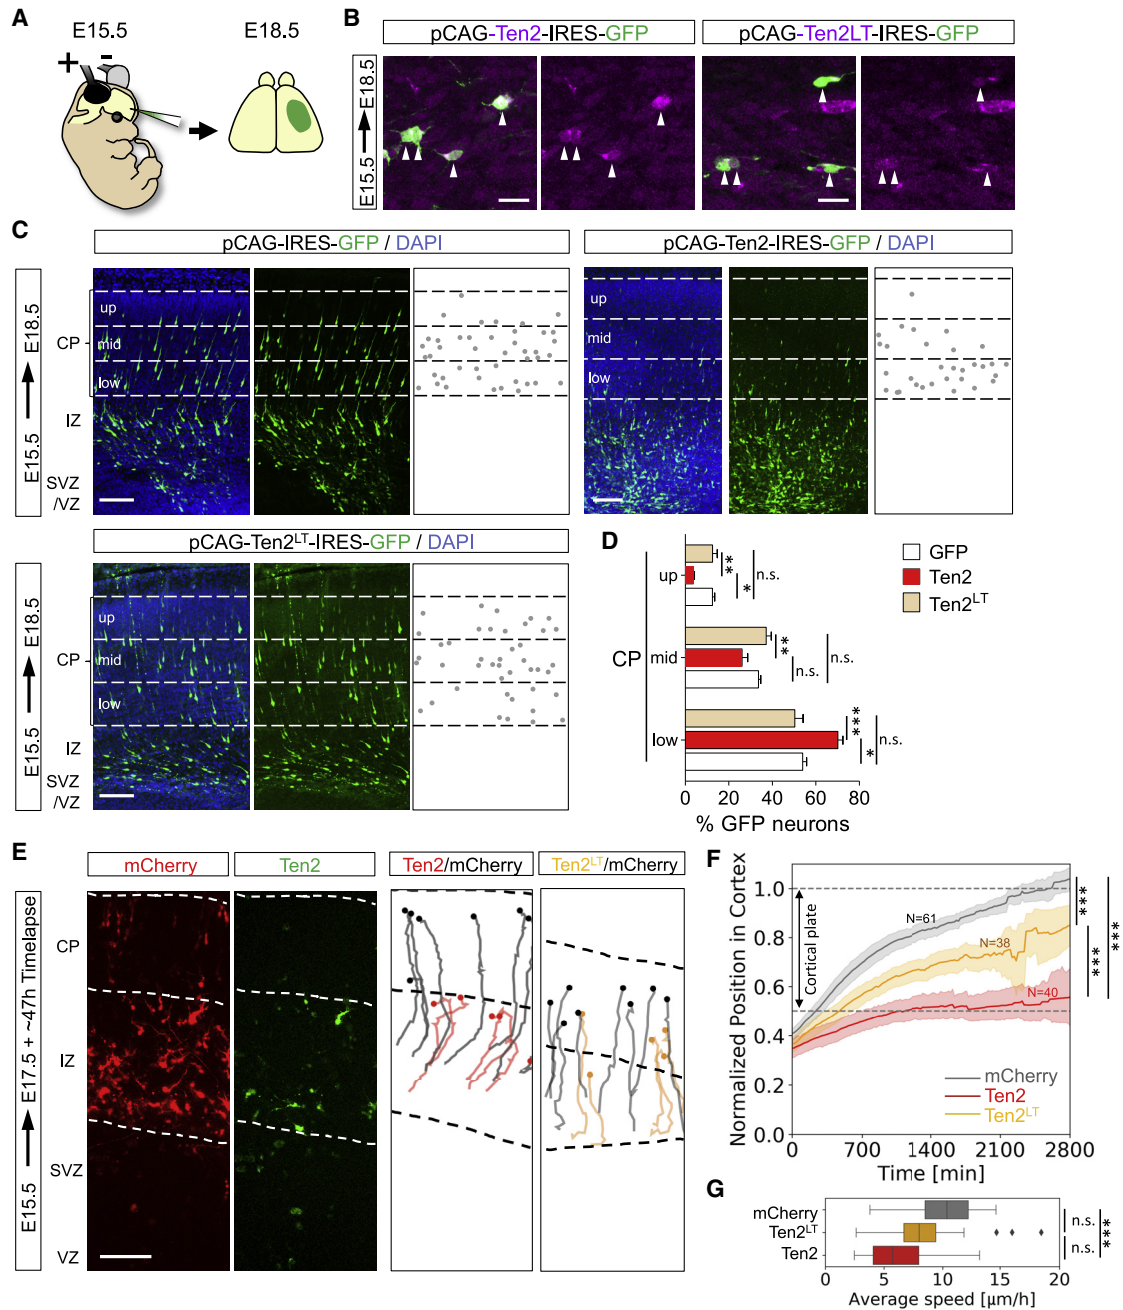 A
E15.5
E18.5
+
-
B
pCAG-Ten2-IRES-GFP
pCAG-Ten2LT-IRES-GFP
E15.5
E18.5
C
pCAG-IRES-GFP / DAPI
pCAG-Ten2-IRES-GFP / DAPI
E15.5
E18.5
CP
up
mid
low
IZ
SVZ
/VZ
up
mid
low
pCAG-Ten2LT-IRES-GFP / DAPI
E15.5
E18.5
CP
up
mid
low
IZ
SVZ
/VZ
D
GFP
Ten2
Ten2LT
CP
up
mid
low
**
*
n.s.
**
n.s.
n.s.
***
*
n.s.
0 20 40 60 80
% GFP neurons
E
mCherry
Ten2
Ten2/mCherry
Ten2LT/mCherry
E15.5
E17.5 + ~47h Timelapse
CP
IZ
SVZ
VZ
F
Normalized Position in Cortex
1.0
0.8
0.6
0.4
0.2
0.0
Cortical plate
N=61
N=38
N=40
mCherry
Ten2
Ten2LT
***
***
***
0 700 1400 2100 2800
Time [min]
G
mCherry
Ten2LT
Ten2
n.s.
n.s.
***
0 5 10 15 20
Average speed [μm/h]